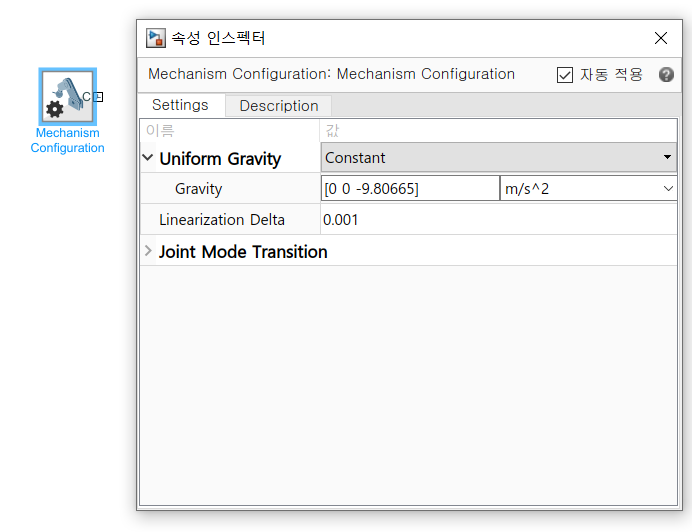 속성 인스펙터
Mechanism Configuration: Mechanism Configuration
자동 적용
Settings
Description
이름
값
Uniform Gravity
Constant
Gravity
[0 0 -9.80665]
m/s^2
Linearization Delta
0.001
Joint Mode Transition
C
Mechanism
Configuration